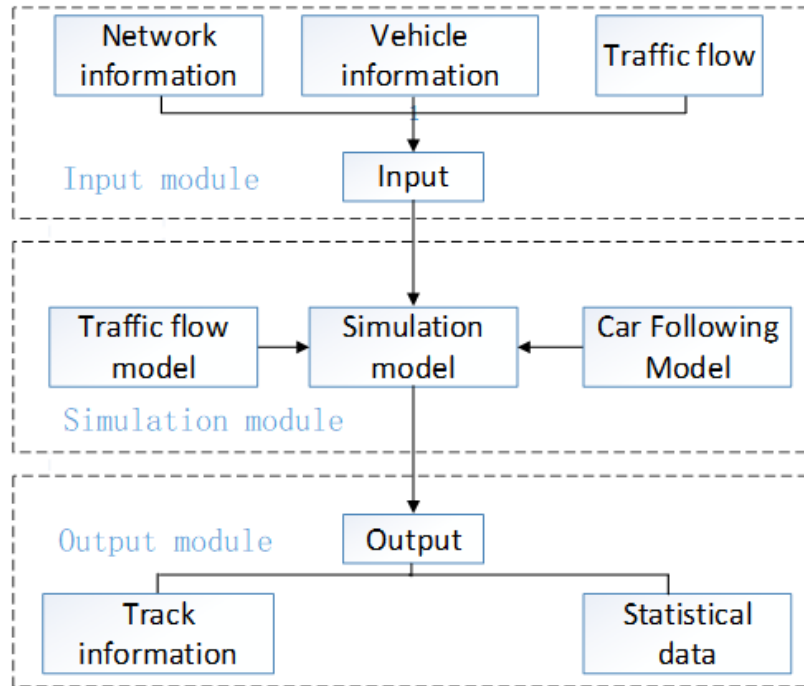 Network
information
Vehicle
information
Traffic flow
1
Input module
Input
Traffic flow
model
Simulation
model
Car Following
Model
Simulation module
Output module
Output
Track
information
Statistical
data